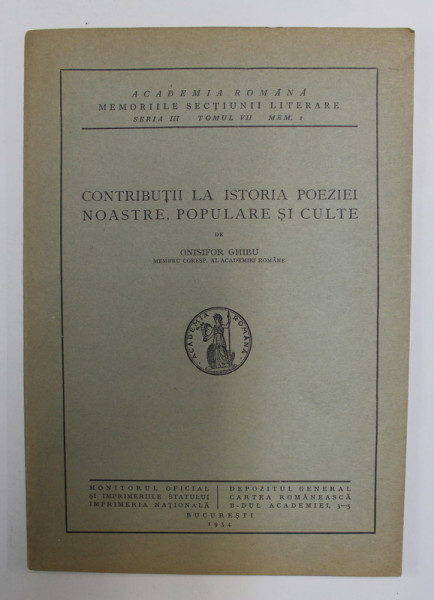 ACADEMIA ROMÂNĂ
MEMORIILE SECȚIUNII LITERARE
SERIA III TOMUL VII MEM. 1
CONTRIBUȚII LA ISTORIA POEZIEI
NOASTRE, POPULARE ȘI CULTE
DE
ONISIFOR GHIBU
MEMBRU CORESP. AL ACADEMIEI ROMÂNE
ACADEMIA ROMANA
MONITORUL OFICIAL
ȘI IMPRIMERIILE STATULUI
IMPRIMERIA NAȚIONALĂ
DEPOZITUL GENERAL
CARTEA ROMÂNEASCĂ
B-DUL ACADEMIEI, 3–5
BUCUREȘTI
1934